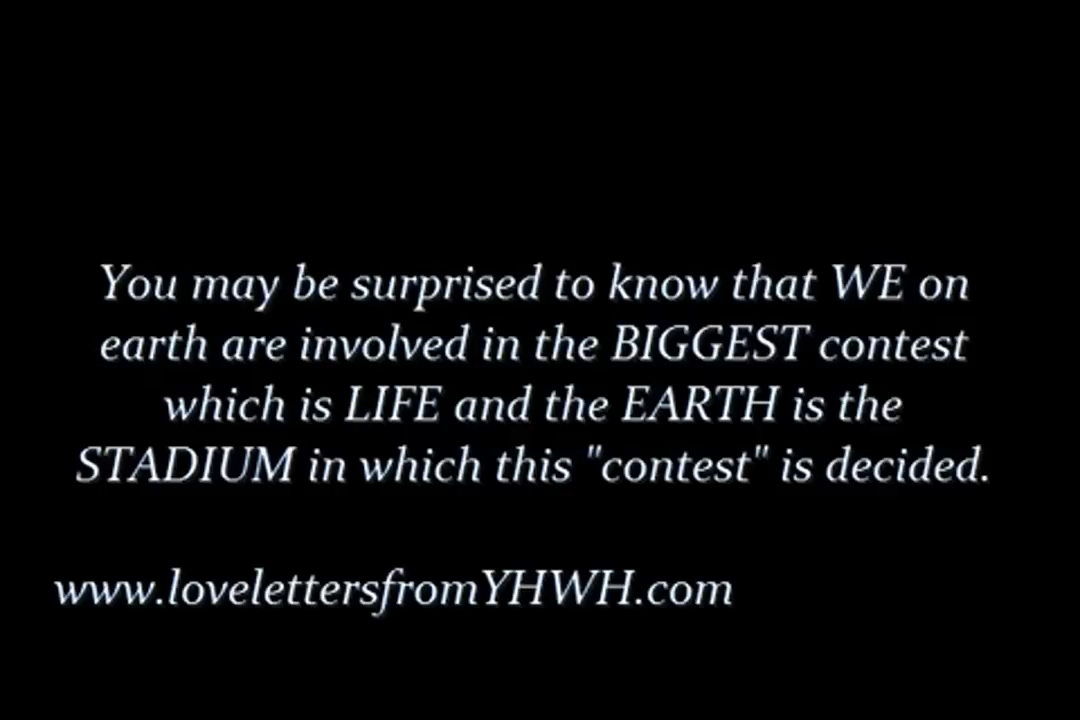 You may be surprised to know that WE on
earth are involved in the BIGGEST contest
which is LIFE and the EARTH is the
STADIUM in which this "contest" is decided.
www.lovelettersfromYHWH.com